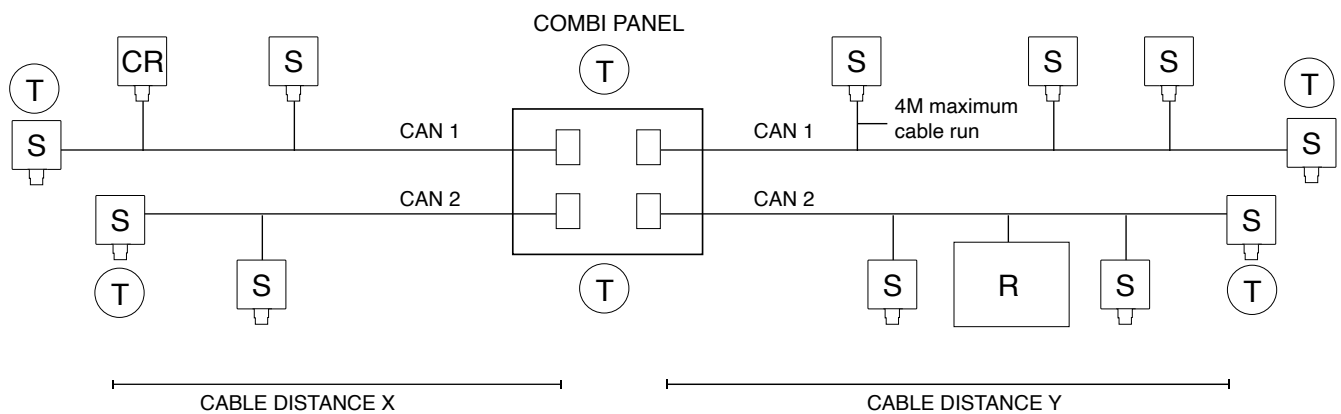 COMBI PANEL
T
CR
S
S
S
S
T
T
4M maximum
cable run
S
CAN 1
CAN 1
S
CAN 2
CAN 2
S
S
T
S
T
S
R
S
T
CABLE DISTANCE X
CABLE DISTANCE Y